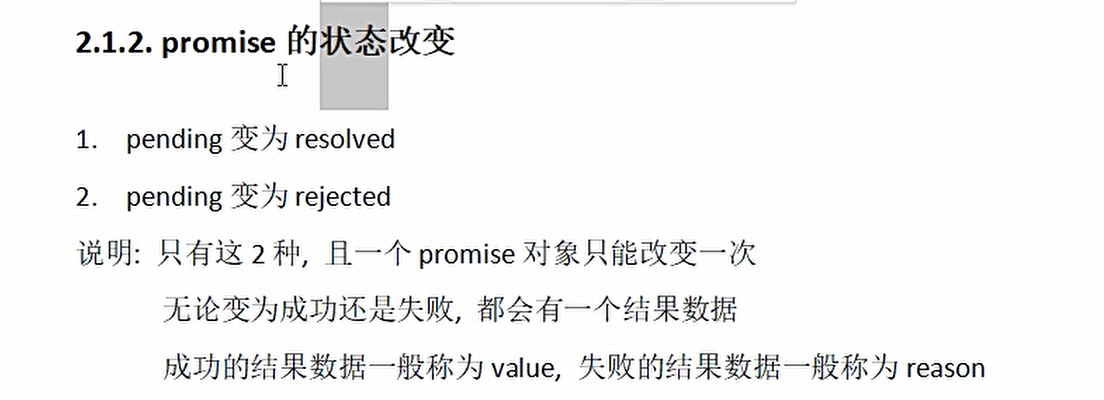 2.1.2. promise 的状态改变
1. pending 变为 resolved
2. pending 变为 rejected
说明: 只有这 2 种, 且一个 promise 对象只能改变一次
无论变为成功还是失败, 都会有一个结果数据
成功的结果数据一般称为 value, 失败的结果数据一般称为 reason